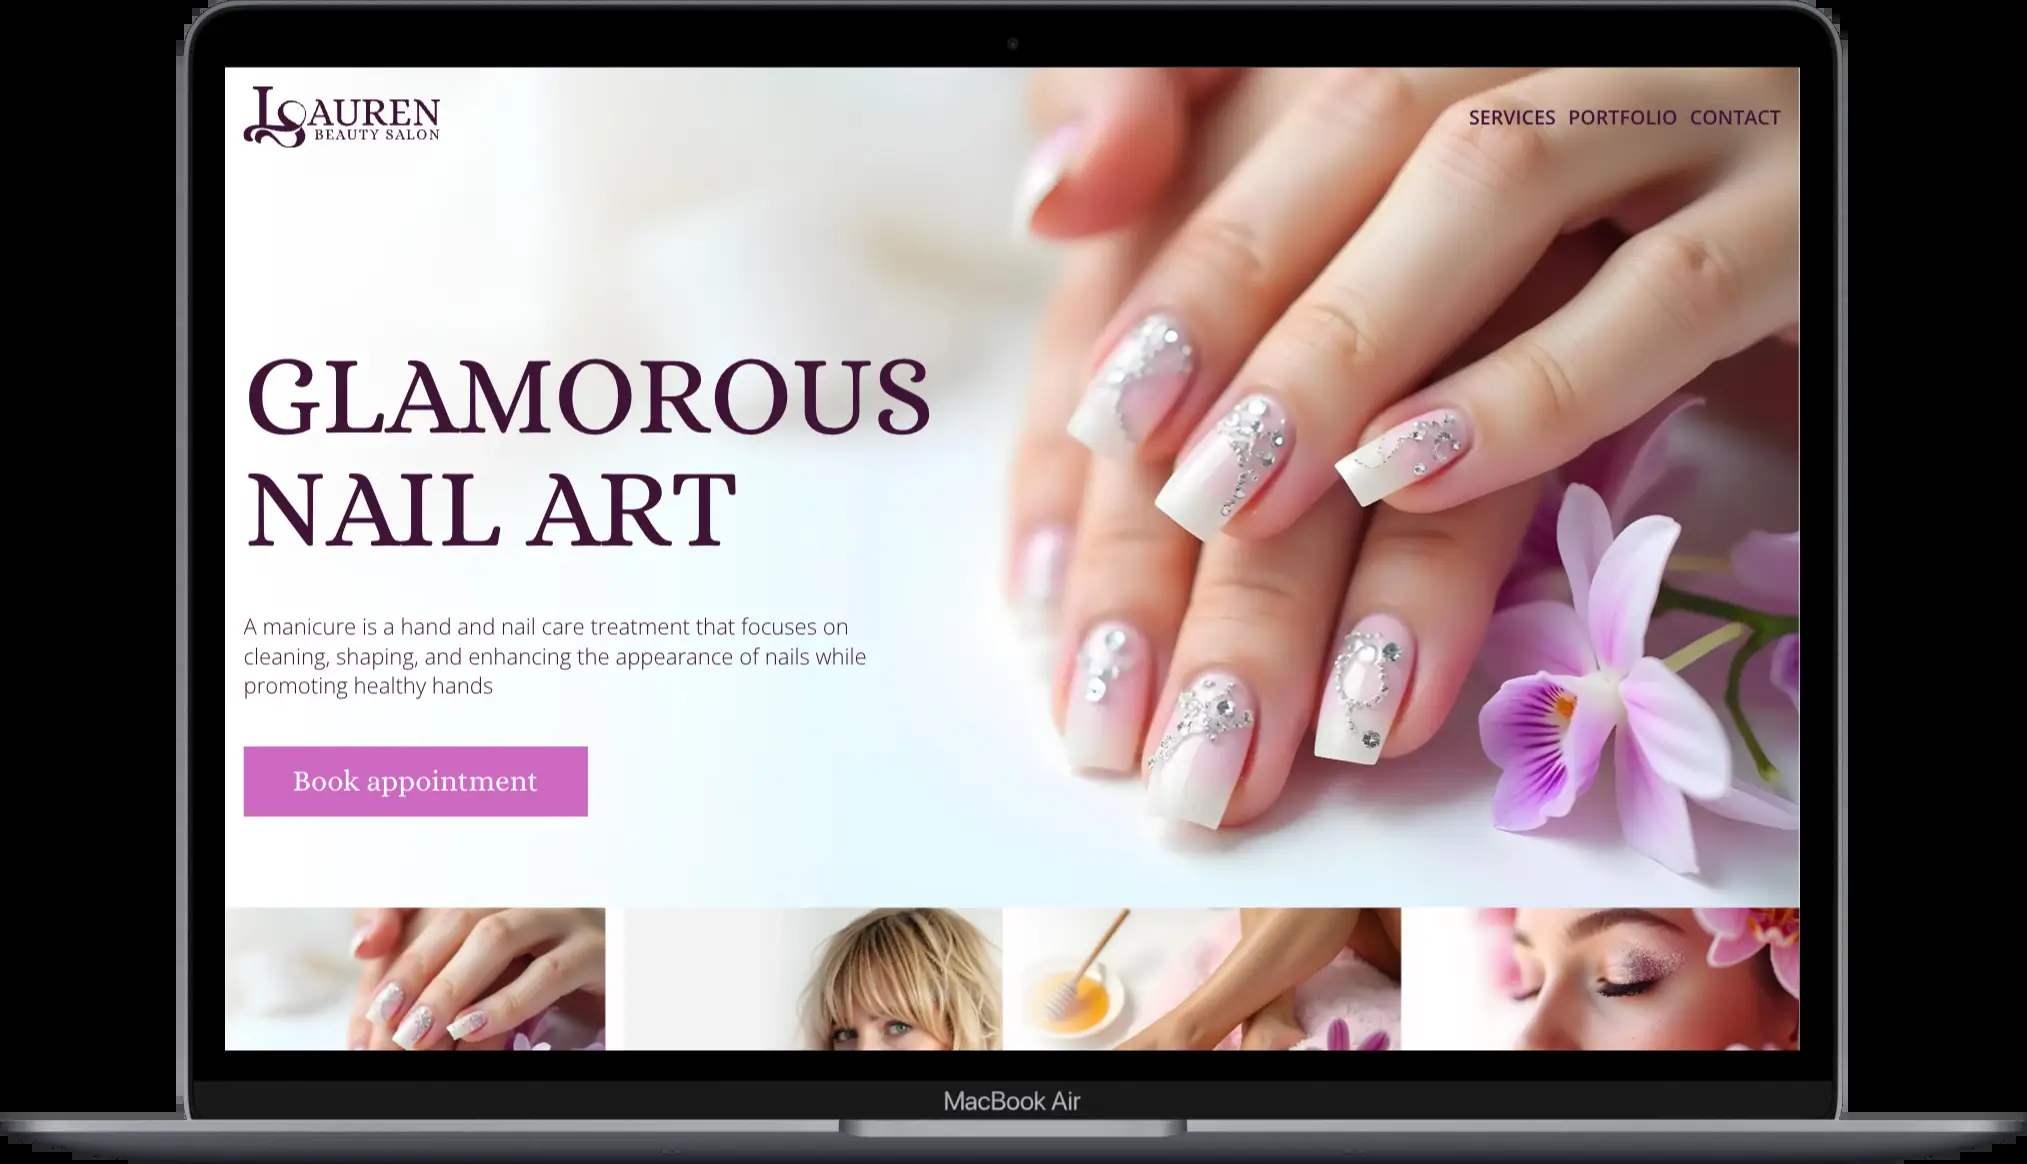 LSAUREN
BEAUTY SALON
SERVICES PORTFOLIO CONTACT
GLAMOROUS
NAIL ART
A manicure is a hand and nail care treatment that focuses on
cleaning, shaping, and enhancing the appearance of nails while
promoting healthy hands
Book appointment
MacBook Air